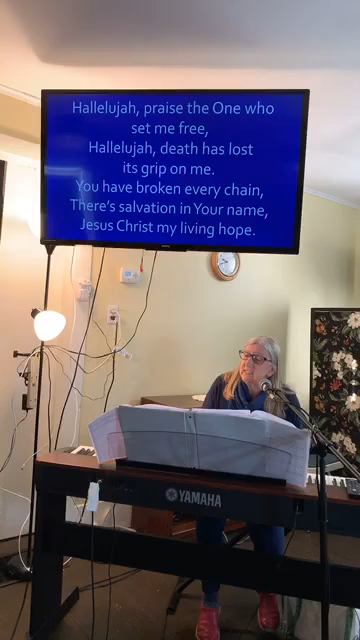 Hallelujah, praise the One who
set me free,
Hallelujah, death has lost
its grip on me.
You have broken every chain,
There's salvation in Your name,
Jesus Christ my living hope.
YAMAHA